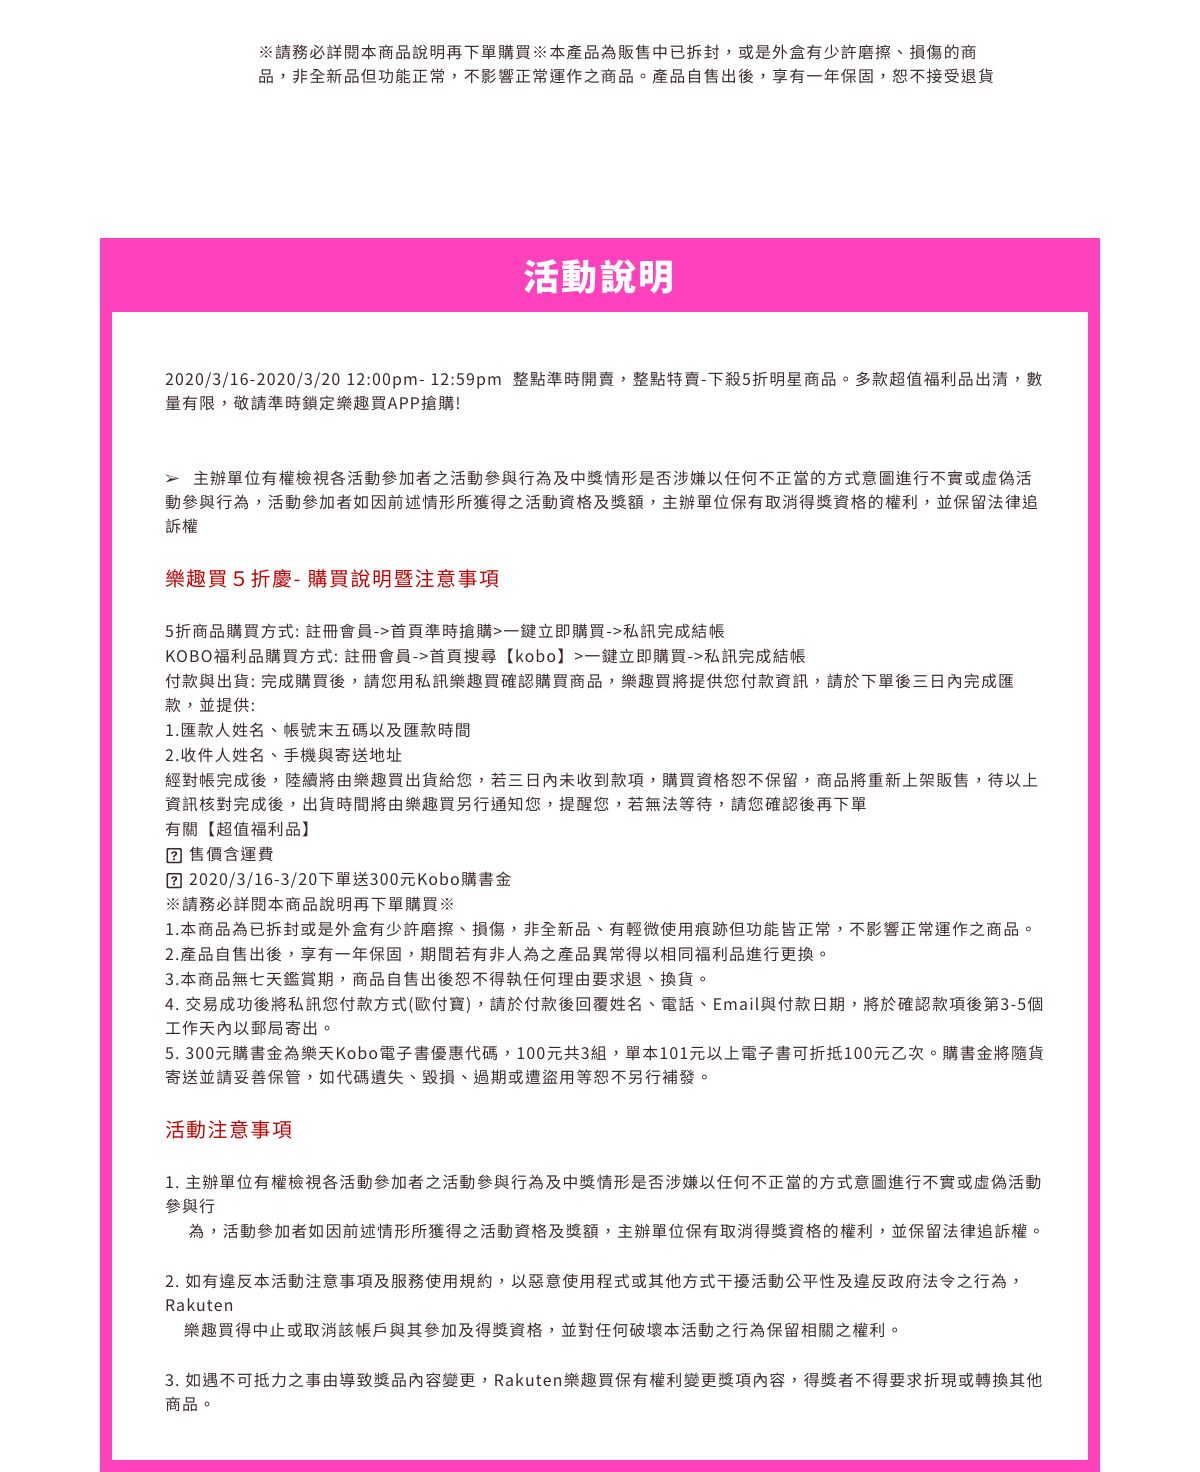 ※請務必詳閱本商品說明再下單購買※本產品為販售中已拆封，或是外盒有少許磨擦、損傷的商
品，非全新品但功能正常，不影響正常運作之商品。產品自售出後，享有一年保固，恕不接受退貨
活動說明
2020/3/16-2020/3/20 12:00pm- 12:59pm  整點準時開賣，整點特賣-下殺5折明星商品。多款超值福利品出清，數
量有限，敬請準時鎖定樂趣買APP搶購!
➢ 主辦單位有權檢視各活動參加者之活動參與行為及中獎情形是否涉嫌以任何不正當的方式意圖進行不實或虛偽活
動參與行為，活動參加者如因前述情形所獲得之活動資格及獎額，主辦單位保有取消得獎資格的權利，並保留法律追
訴權
樂趣買５折慶- 購買說明暨注意事項
5折商品購買方式: 註冊會員->首頁準時搶購>一鍵立即購買->私訊完成結帳
KOBO福利品購買方式: 註冊會員->首頁搜尋【kobo】>一鍵立即購買->私訊完成結帳
付款與出貨: 完成購買後，請您用私訊樂趣買確認購買商品，樂趣買將提供您付款資訊，請於下單後三日內完成匯
款，並提供:
1.匯款人姓名、帳號末五碼以及匯款時間
2.收件人姓名、手機與寄送地址
經對帳完成後，陸續將由樂趣買出貨給您，若三日內未收到款項，購買資格恕不保留，商品將重新上架販售，待以上
資訊核對完成後，出貨時間將由樂趣買另行通知您，提醒您，若無法等待，請您確認後再下單
有關【超值福利品】
⍰ 售價含運費
⍰ 2020/3/16-3/20下單送300元Kobo購書金
※請務必詳閱本商品說明再下單購買※
1.本商品為已拆封或是外盒有少許磨擦、損傷，非全新品、有輕微使用痕跡但功能皆正常，不影響正常運作之商品。
2.產品自售出後，享有一年保固，期間若有非人為之產品異常得以相同福利品進行更換。
3.本商品無七天鑑賞期，商品自售出後恕不得執任何理由要求退、換貨。
4. 交易成功後將私訊您付款方式(歐付寶)，請於付款後回覆姓名、電話、Email與付款日期，將於確認款項後第3-5個
工作天內以郵局寄出。
5. 300元購書金為樂天Kobo電子書優惠代碼，100元共3組，單本101元以上電子書可折抵100元乙次。購書金將隨貨
寄送並請妥善保管，如代碼遺失、毀損、過期或遭盜用等恕不另行補發。
活動注意事項
1. 主辦單位有權檢視各活動參加者之活動參與行為及中獎情形是否涉嫌以任何不正當的方式意圖進行不實或虛偽活動
參與行
為，活動參加者如因前述情形所獲得之活動資格及獎額，主辦單位保有取消得獎資格的權利，並保留法律追訴權。
2. 如有違反本活動注意事項及服務使用規約，以惡意使用程式或其他方式干擾活動公平性及違反政府法令之行為，
Rakuten
樂趣買得中止或取消該帳戶與其參加及得獎資格，並對任何破壞本活動之行為保留相關之權利。
3. 如遇不可抵力之事由導致獎品內容變更，Rakuten樂趣買保有權利變更獎項內容，得獎者不得要求折現或轉換其他
商品。